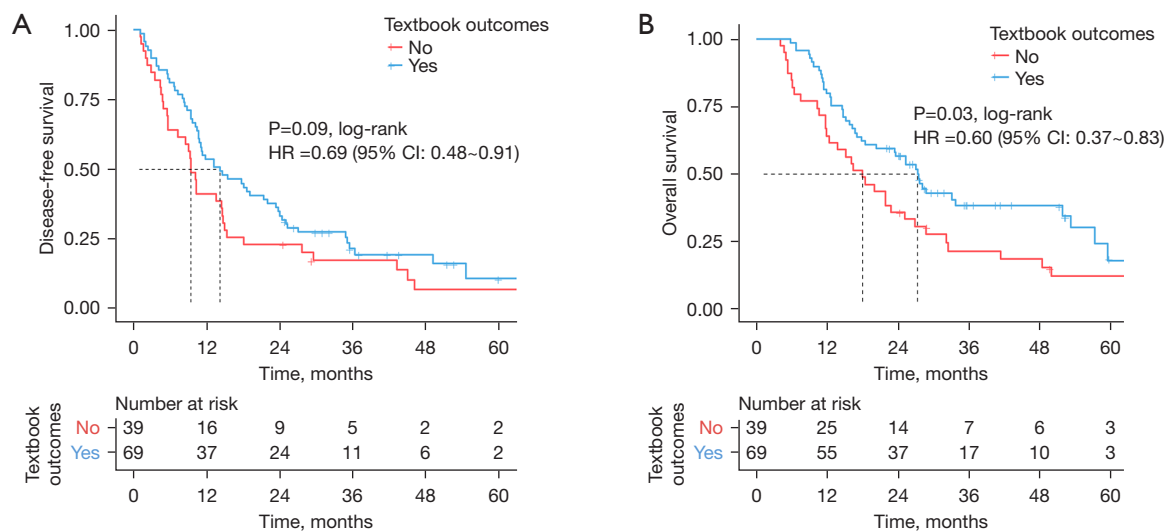 A
Textbook outcomes
No
Yes
Disease-free survival
1.00
0.75
0.50
0.25
0.00
P=0.09, log-rank
HR =0.69 (95% CI: 0.48~0.91)
0 12 24 36 48 60
Time, months
Number at risk
Textbook outcomes
No 39 16 9 5 2 2
Yes 69 37 24 11 6 2
0 12 24 36 48 60
Time, months
B
Textbook outcomes
No
Yes
Overall survival
1.00
0.75
0.50
0.25
0.00
P=0.03, log-rank
HR =0.60 (95% CI: 0.37~0.83)
0 12 24 36 48 60
Time, months
Number at risk
Textbook outcomes
No 39 25 14 7 6 3
Yes 69 55 37 17 10 3
0 12 24 36 48 60
Time, months